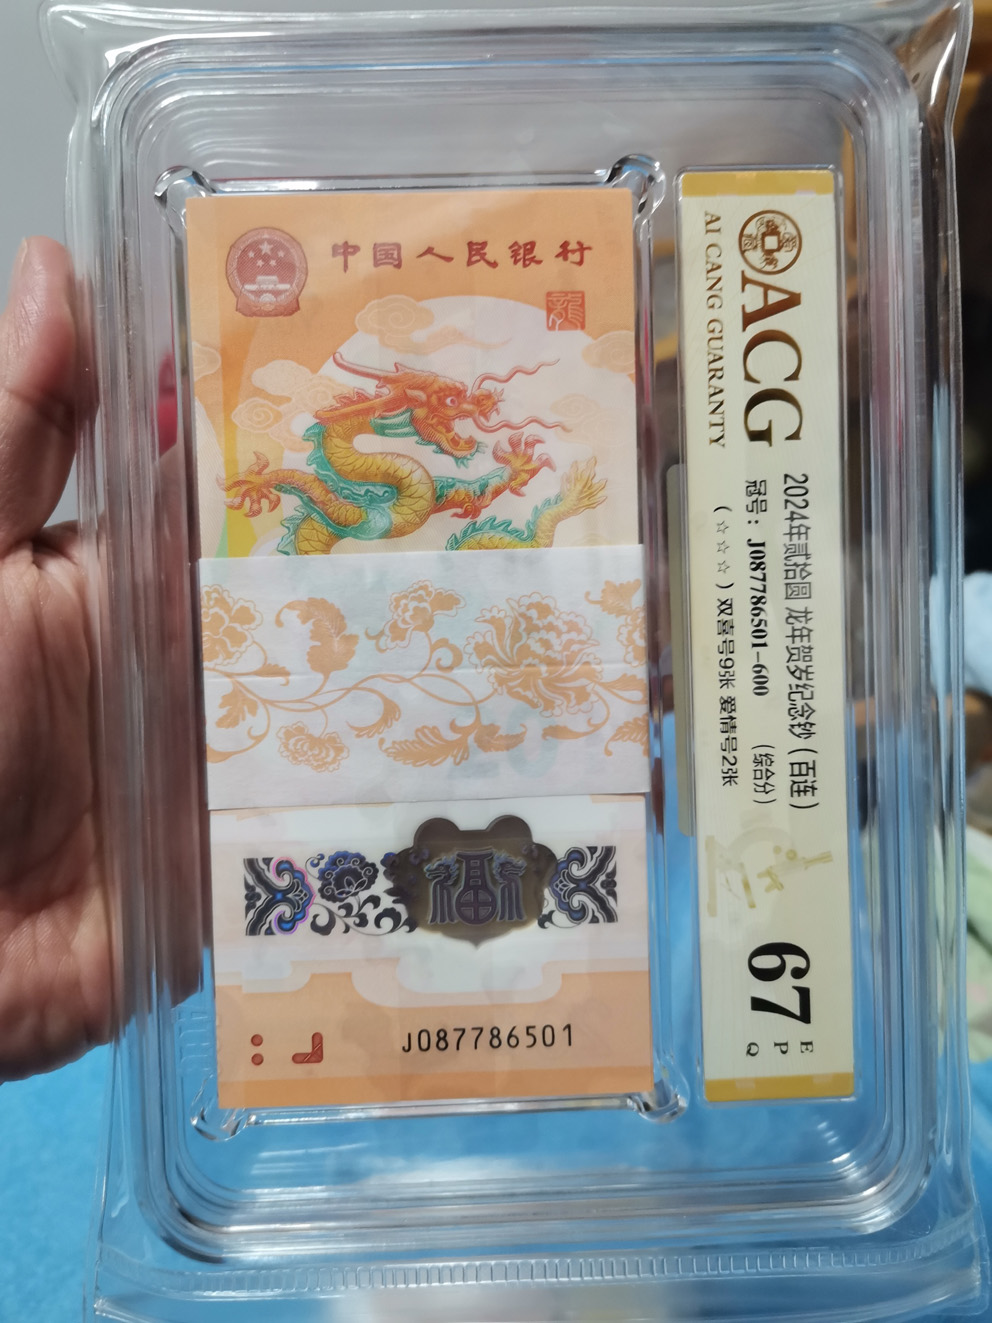 中国人民银行
龍
福
J087786501
ACG
AI CANG GUARANTY
2024年贰拾圆 龙年贺岁纪念钞（百连）
冠号：J087786501-600 （综合分）
（☆☆☆）双喜号9张 爱情号2张
67
E
P
Q